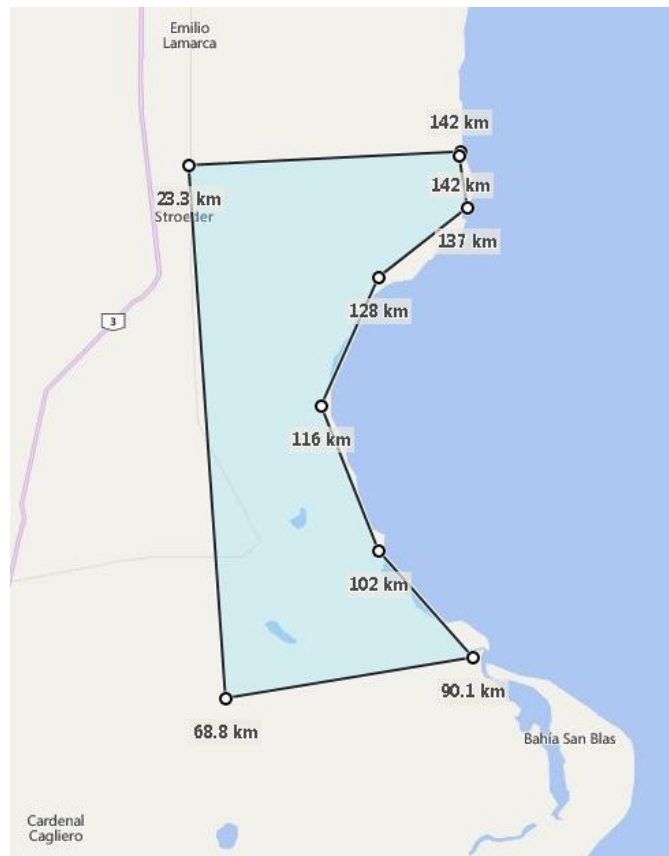 Emilio
Lamarca
142 km
142 km
23.3 km
Stroeder
137 km
128 km
3
116 km
102 km
90.1 km
68.8 km
Bahía San Blas
Cardenal
Cagliero